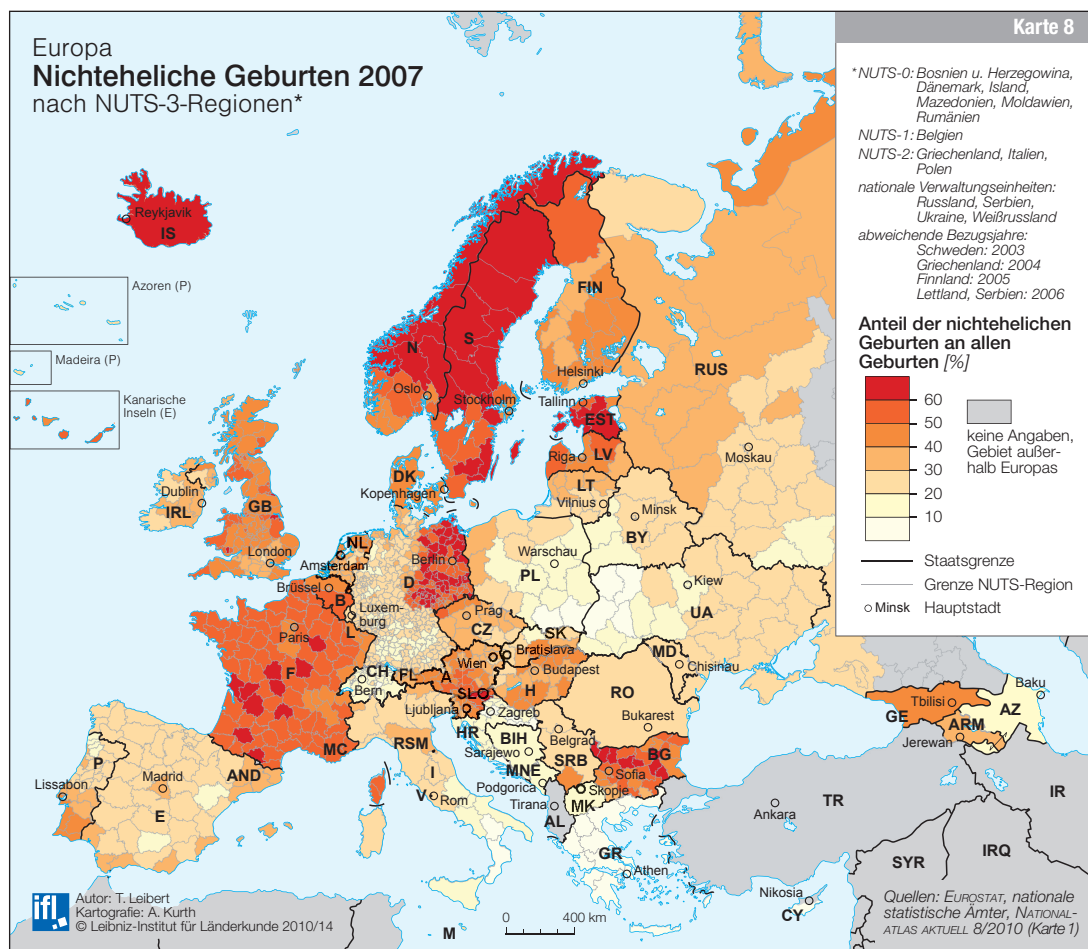 Karte 8
Europa
Nichteheliche Geburten 2007
nach NUTS-3-Regionen*
*NUTS-0: Bosnien u. Herzegowina,
Dänemark, Island,
Mazedonien, Moldawien,
Rumänien
NUTS-1: Belgien
NUTS-2: Griechenland, Italien,
Polen
nationale Verwaltungseinheiten:
Russland, Serbien,
Ukraine, Weißrussland
abweichende Bezugsjahre:
Schweden: 2003
Griechenland: 2004
Finnland: 2005
Lettland, Serbien: 2006
Anteil der nichtehelichen
Geburten an allen
Geburten [%]
60
50
40
30
20
10
keine Angaben,
Gebiet außer-
halb Europas
Staatsgrenze
Grenze NUTS-Region
Minsk Hauptstadt
Reykjavik
IS
Azoren (P)
Madeira (P)
Kanarische
Inseln (E)
N
S
FIN
RUS
Oslo
Stockholm
Helsinki
Tallinn
EST
Riga
LV
Moskau
DK
Kopenhagen
LT
Vilnius
Dublin
IRL
GB
London
Minsk
BY
NL
Amsterdam
Berlin
D
Warschau
PL
Brüssel
B
Luxem-
burg
L
Kiew
UA
Prag
CZ
Paris
F
SK
Bratislava
Wien
Budapest
MD
Chisinau
CH
Bern
FL
A
H
RO
SLO
Ljubljana
Zagreb
HR
Bukarest
MC
RSM
BIH
Sarajewo
Belgrad
SRB
BG
Sofia
MNE
Podgorica
Skopje
MK
Tirana
AL
P
Lissabon
Madrid
E
AND
I
V
Rom
GR
Athen
M
GE
Tbilisi
ARM
Jerewan
AZ
Baku
TR
Ankara
IR
SYR
IRQ
Nikosia
CY
0 400 km
ifl
Autor: T. Leibert
Kartografie: A. Kurth
© Leibniz-Institut für Länderkunde 2010/14
Quellen: EUROSTAT, nationale
statistische Ämter, NATIONAL-
ATLAS AKTUELL 8/2010 (Karte1)